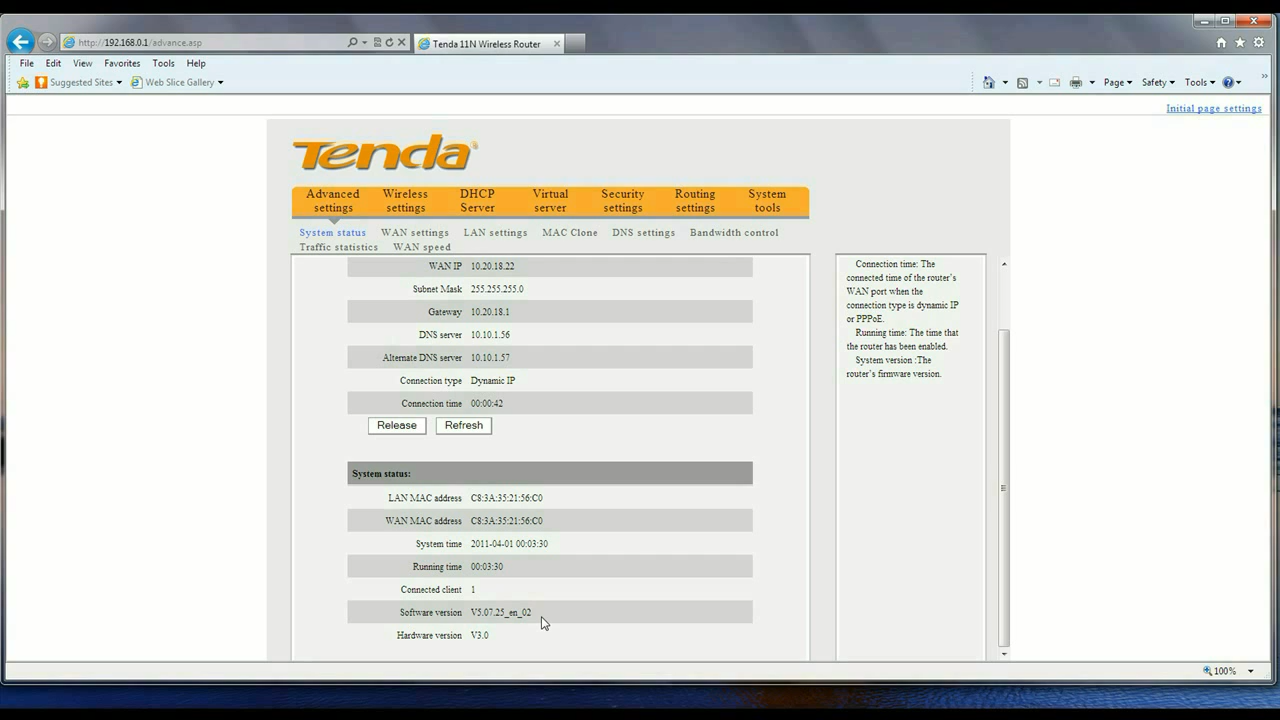 http://192.168.0.1/advance.asp
Tenda 11N Wireless Router
File Edit View Favorites Tools Help
Suggested Sites Web Slice Gallery
Page Safety Tools
Initial page settings
Tenda
Advanced settings Wireless settings DHCP Server Virtual server Security settings Routing settings System tools
System status WAN settings LAN settings MAC Clone DNS settings Bandwidth control
Traffic statistics WAN speed
WAN IP 10.20.18.22
Subnet Mask 255.255.255.0
Gateway 10.20.18.1
DNS server 10.10.1.56
Alternate DNS server 10.10.1.57
Connection type Dynamic IP
Connection time 00:00:42
Release Refresh
System status:
LAN MAC address C8:3A:35:21:56:C0
WAN MAC address C8:3A:35:21:56:C0
System time 2011-04-01 00:03:30
Running time 00:03:30
Connected client 1
Software version V5.07.25_en_02
Hardware version V3.0
Connection time: The
connected time of the router's
WAN port when the
connection type is dynamic IP
or PPPoE.
Running time: The time that
the router has been enabled.
System version :The
router's firmware version.
100%